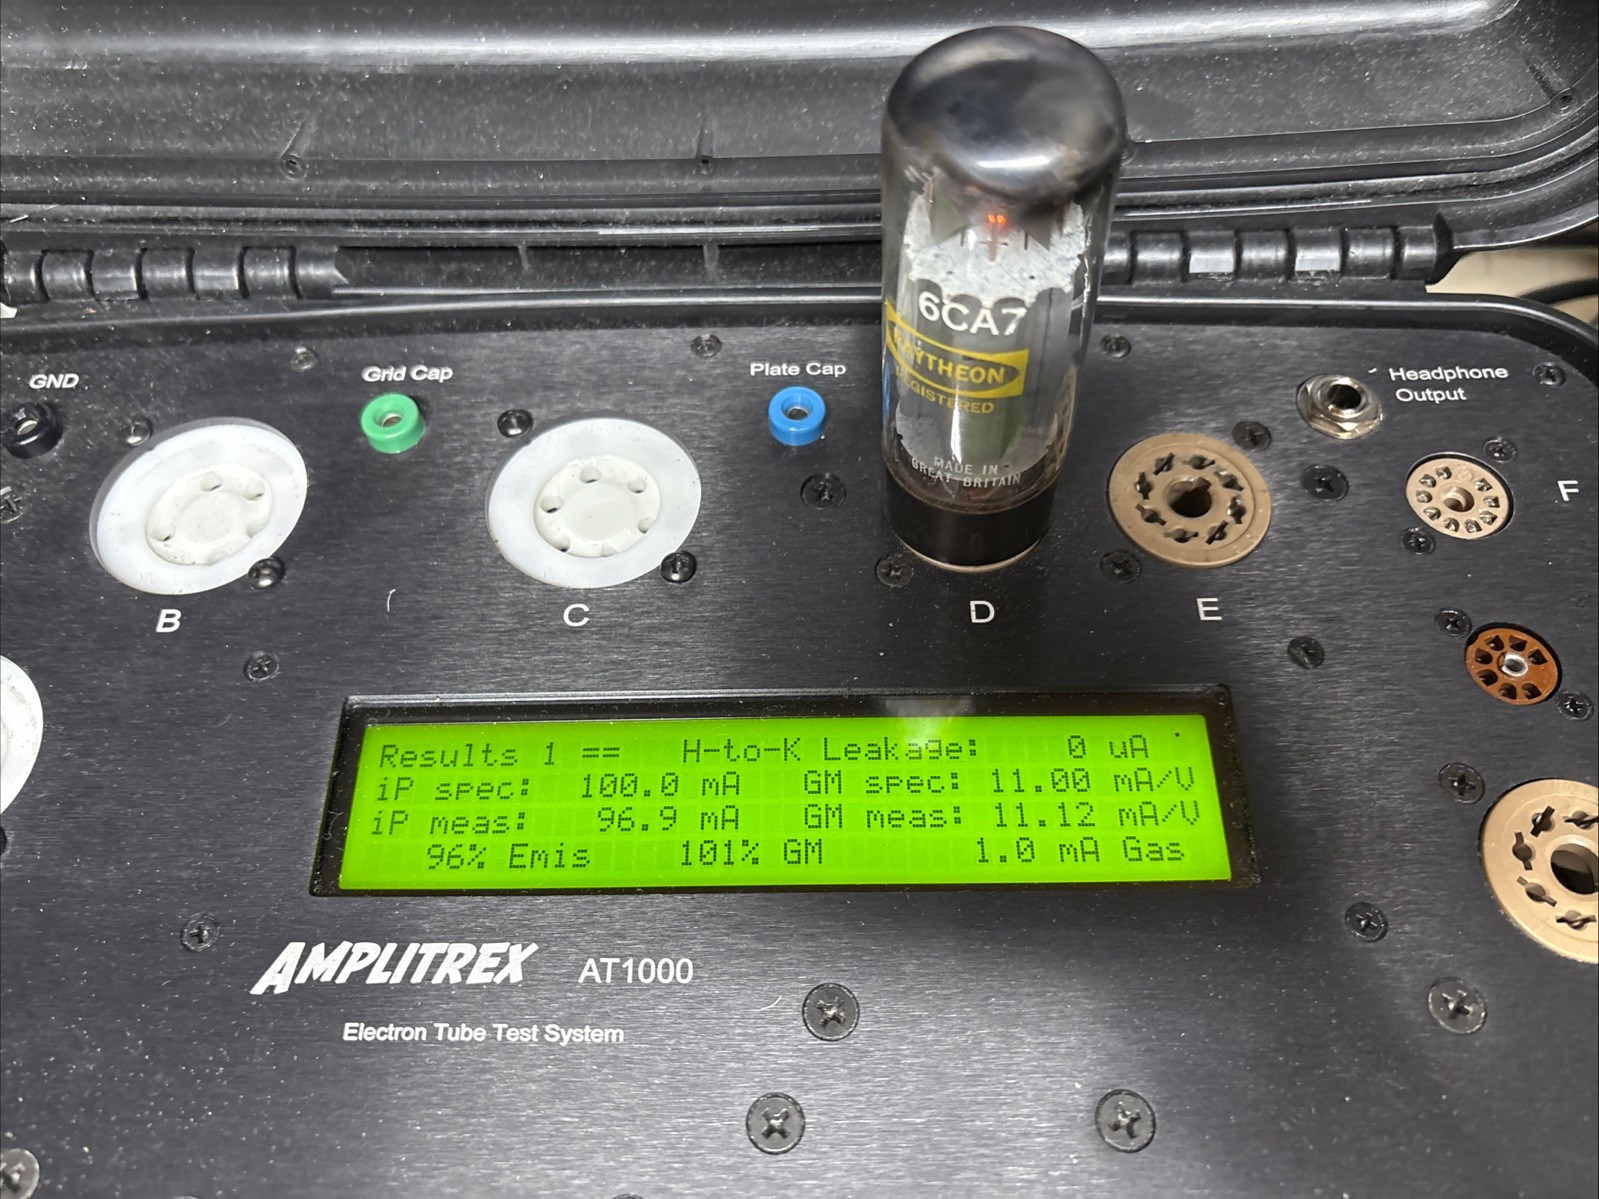 6CA7
RAYTHEON
REGISTERED
MADE IN
GREAT BRITAIN
GND
Grid Cap
Plate Cap
Headphone
Output
F
B
C
D
E
Results 1 == H-to-K Leakage: 0 uA
iP spec: 100.0 mA GM spec: 11.00 mA/V
iP meas: 96.9 mA GM meas: 11.12 mA/V
96% Emis 101% GM 1.0 mA Gas
AMPLITREX AT1000
Electron Tube Test System